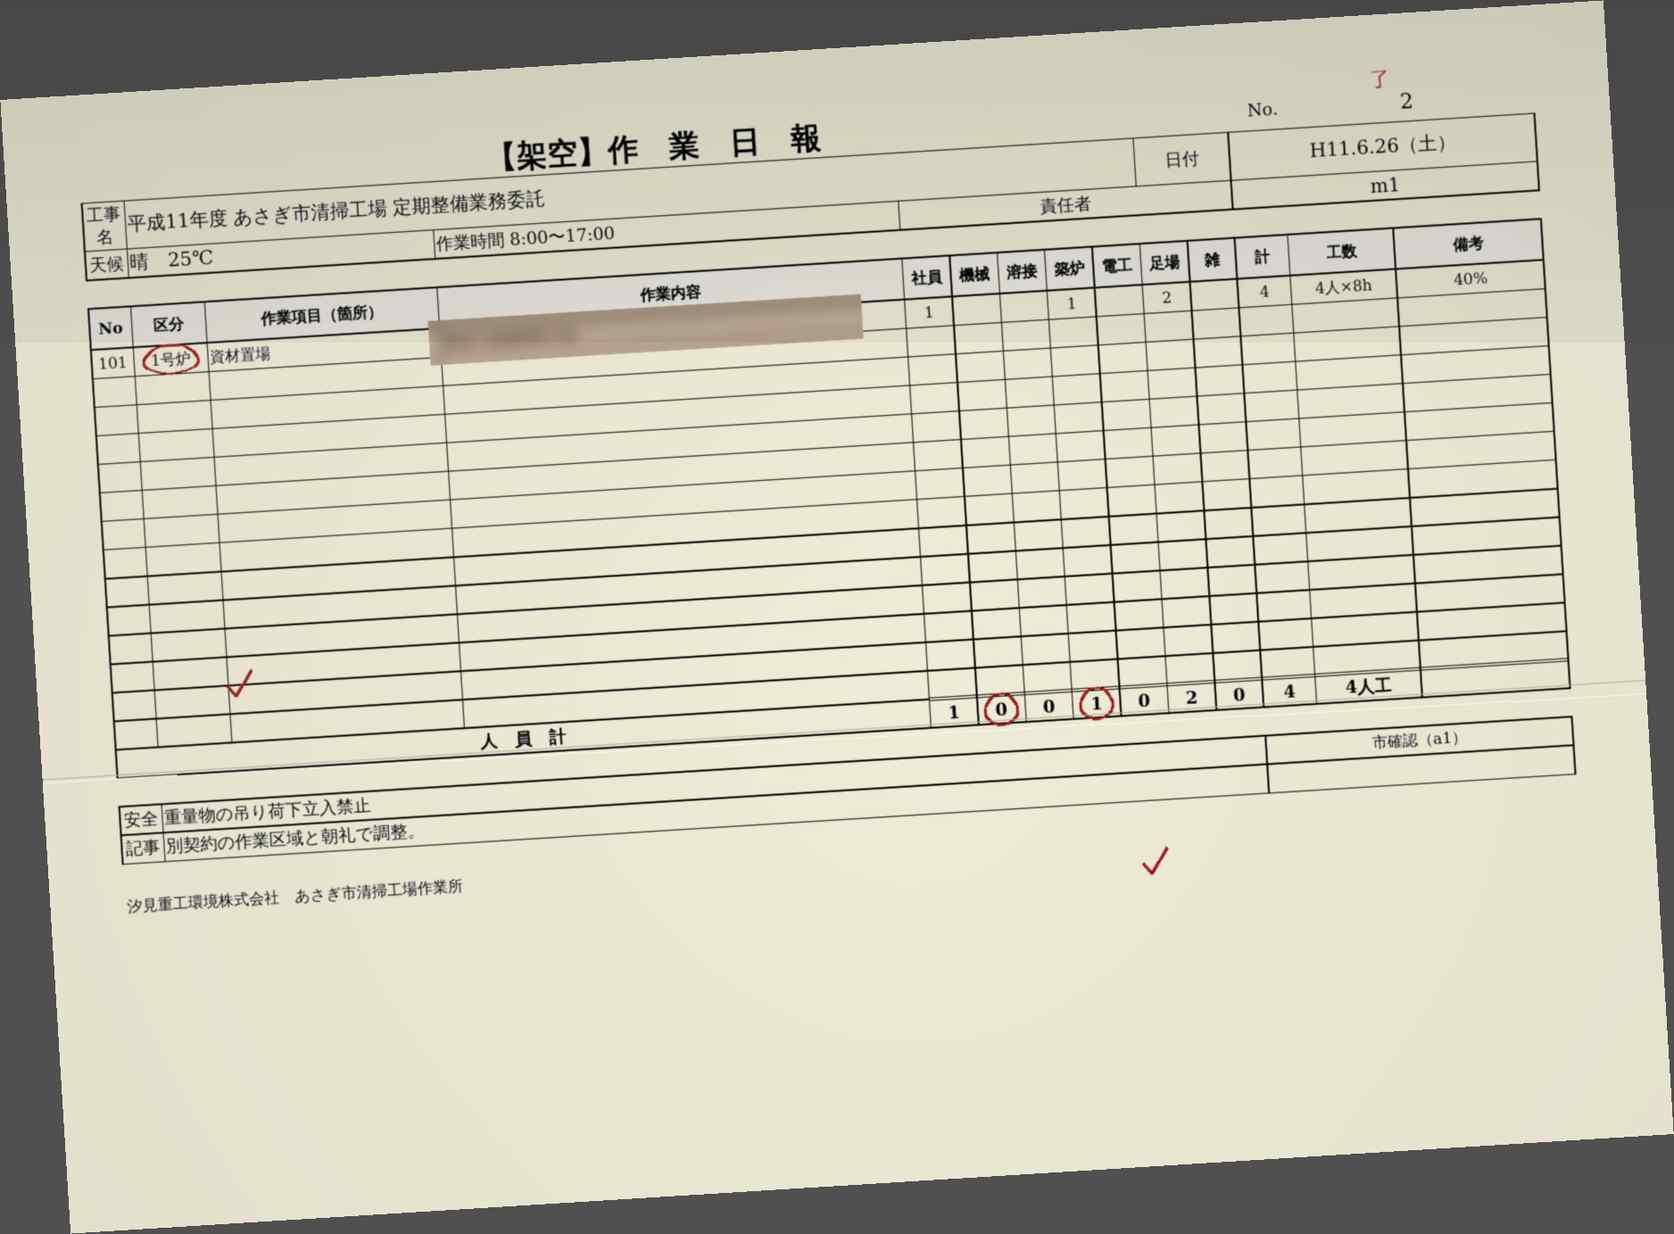 了
No. 2
【架空】作 業 日 報
工事名 平成11年度 あさぎ市清掃工場 定期整備業務委託 日付 H11.6.26（土）
天候 晴 25℃ 作業時間 8:00〜17:00 責任者 m1
No 区分 作業項目（箇所） 作業内容 社員 機械 溶接 築炉 電工 足場 雑 計 工数 備考
101 1号炉 資材置場 1 1 2 4 4人×8h 40%
人 員 計 1 0 0 1 0 2 0 4 4人工
安全 重量物の吊り荷下立入禁止 市確認（a1）
記事 別契約の作業区域と朝礼で調整。
汐見重工環境株式会社 あさぎ市清掃工場作業所